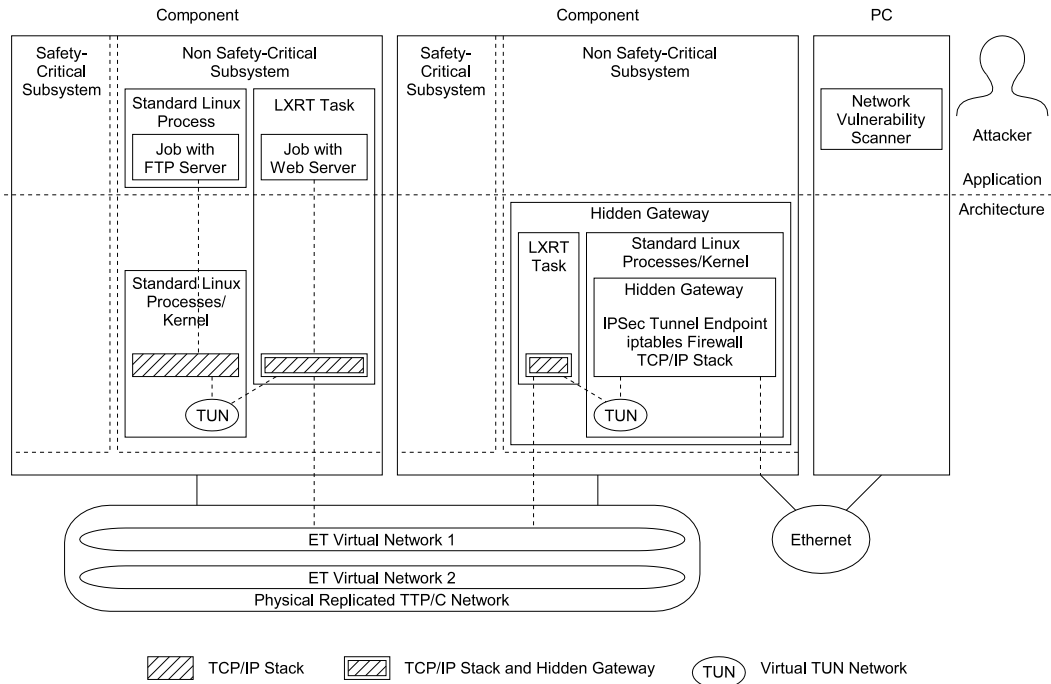 Component
Component
PC
Safety-
Critical
Subsystem
Non Safety-Critical
Subsystem
Standard Linux
Process
Job with
FTP Server
LXRT Task
Job with
Web Server
Standard Linux
Processes/
Kernel
TUN
Safety-
Critical
Subsystem
Non Safety-Critical
Subsystem
Hidden Gateway
LXRT
Task
Standard Linux
Processes/Kernel
Hidden Gateway
IPSec Tunnel Endpoint
iptables Firewall
TCP/IP Stack
TUN
Network
Vulnerability
Scanner
Attacker
Application
Architecture
ET Virtual Network 1
ET Virtual Network 2
Physical Replicated TTP/C Network
Ethernet
TCP/IP Stack
TCP/IP Stack and Hidden Gateway
TUN
Virtual TUN Network